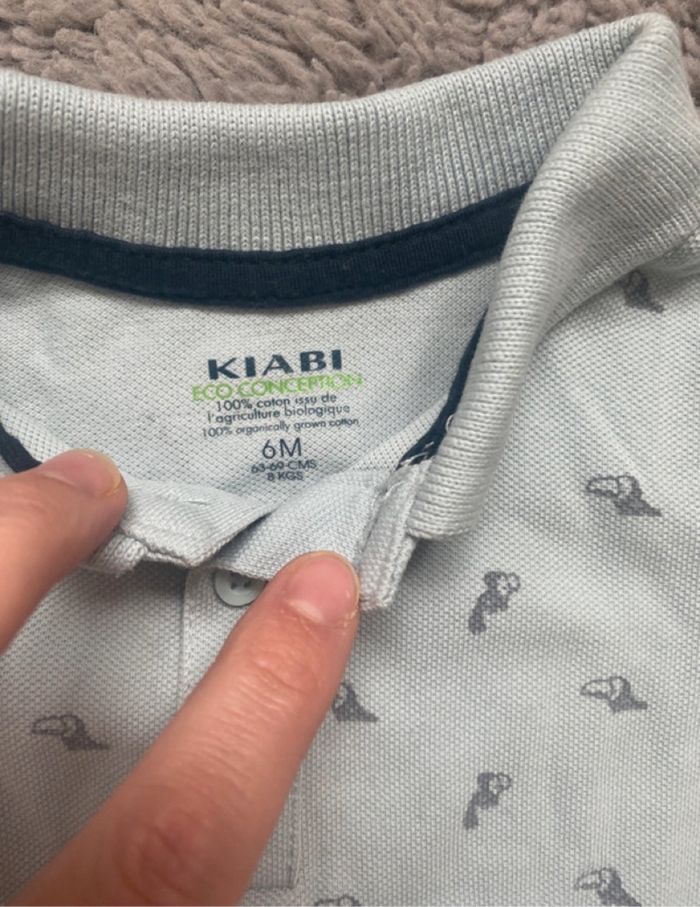 KIABI
ECO CONCEPTION
100% coton issu de
l'agriculture biologique
100% organically grown cotton
6M
63-69 CMS
8 KGS